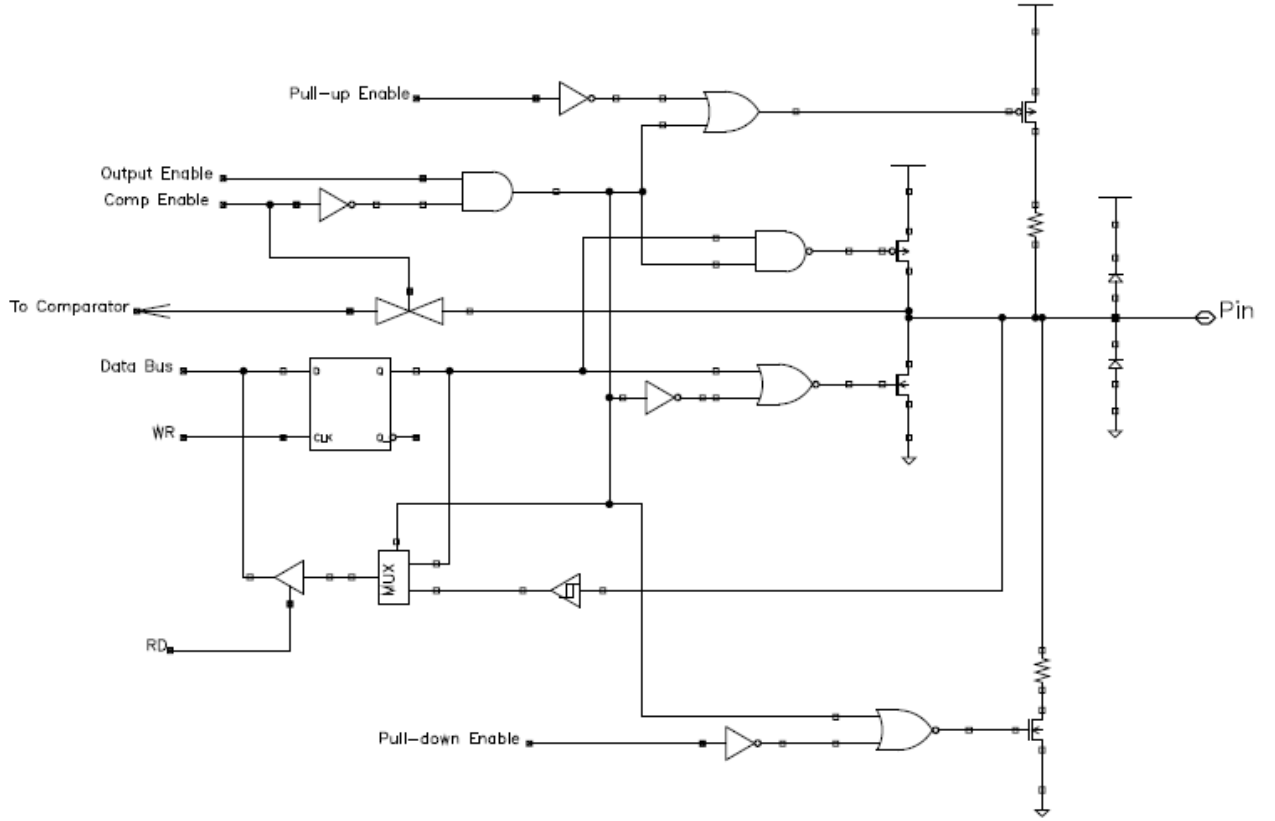 Pull-up Enable
Output Enable
Comp Enable
To Comparator
Pin
Data Bus
D
Q
WR
CLK
Q
MUX
RD
Pull-down Enable